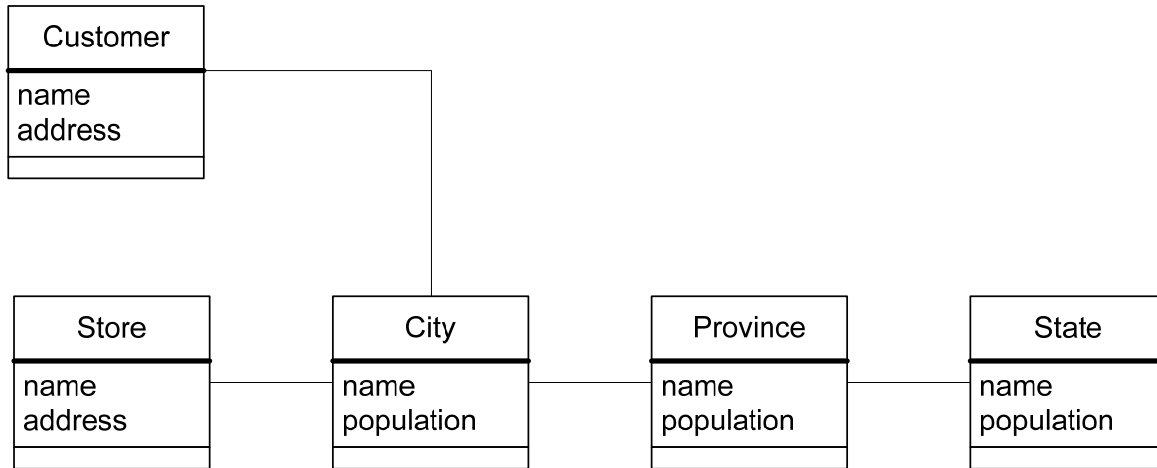 Customer
name
address
Store
name
address
City
name
population
Province
name
population
State
name
population